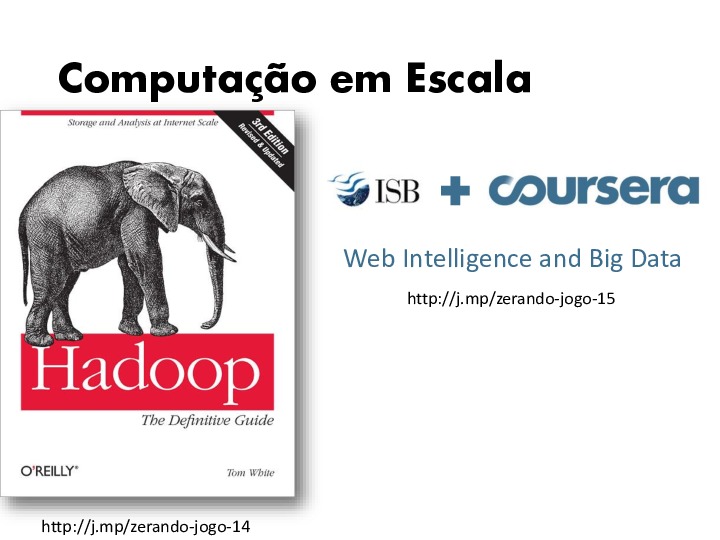 Computação em Escala
Storage and Analysis at Internet Scale
3rd Edition
Revised & Updated
Hadoop
The Definitive Guide
O'REILLY®
Tom White
http://j.mp/zerando-jogo-14
ISB + coursera
Web Intelligence and Big Data
http://j.mp/zerando-jogo-15